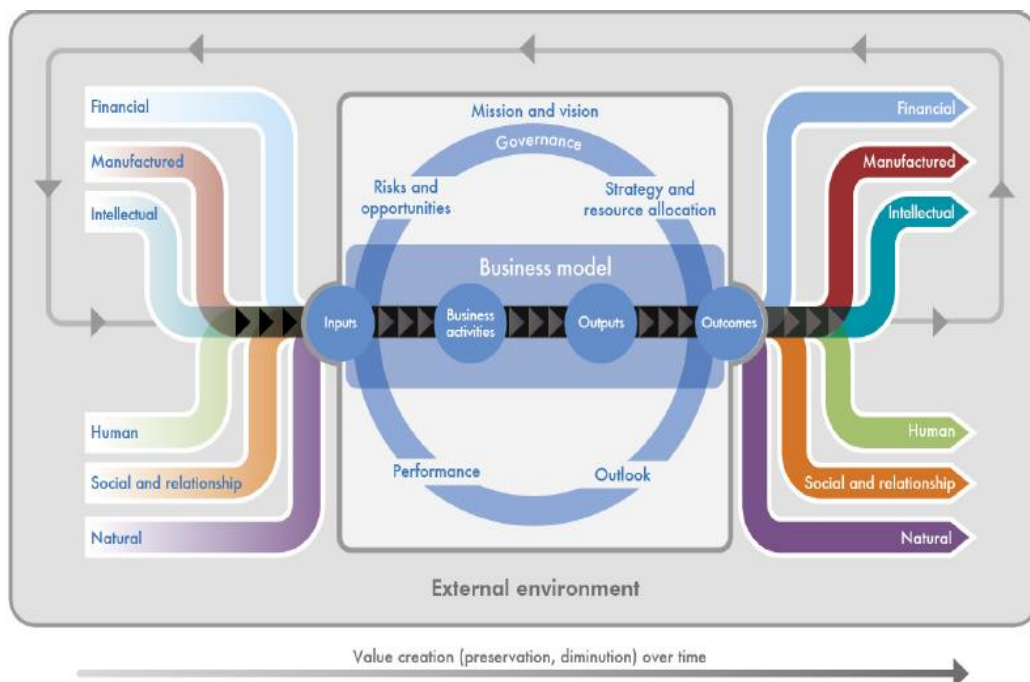 Financial
Manufactured
Intellectual
Human
Social and relationship
Natural
Mission and vision
Governance
Risks and
opportunities
Strategy and
resource allocation
Business model
Inputs
Business
activities
Outputs
Outcomes
Performance
Outlook
Financial
Manufactured
Intellectual
Human
Social and relationship
Natural
External environment
Value creation (preservation, diminution) over time